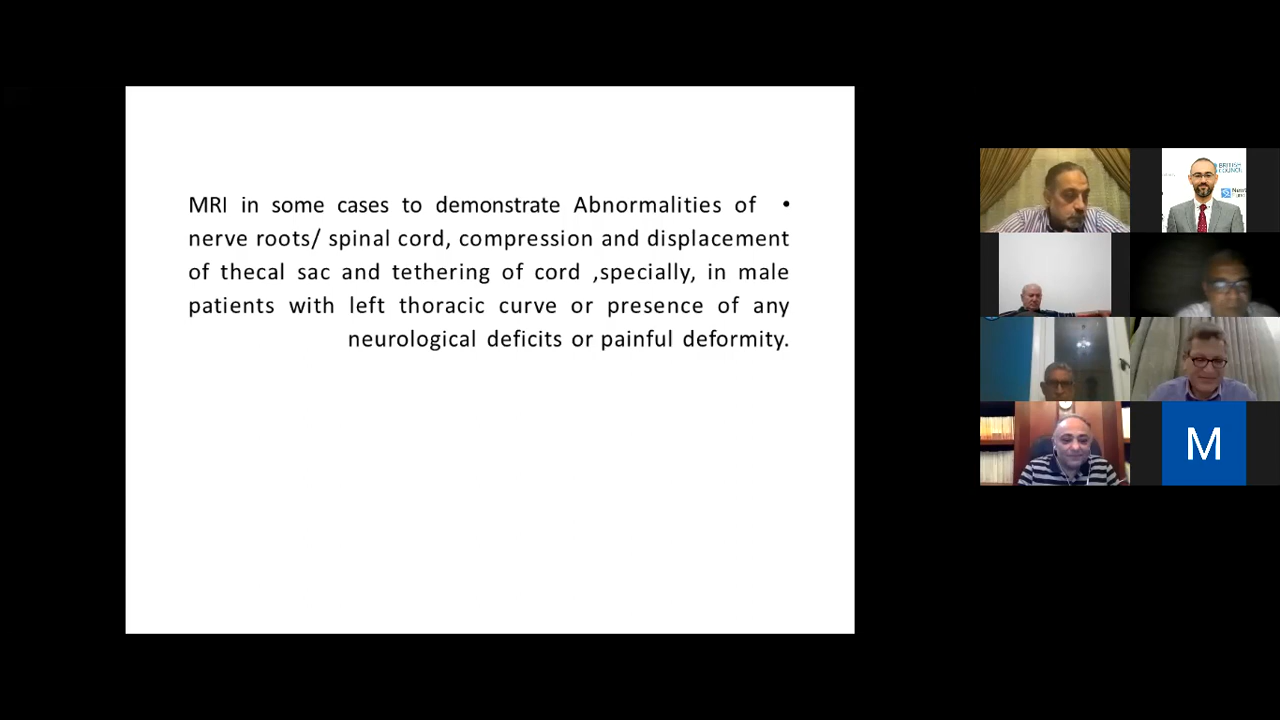 MRI in some cases to demonstrate Abnormalities of •
nerve roots/ spinal cord, compression and displacement
of thecal sac and tethering of cord ,specially, in male
patients with left thoracic curve or presence of any
neurological deficits or painful deformity.
BRITISH
COUNCIL
M